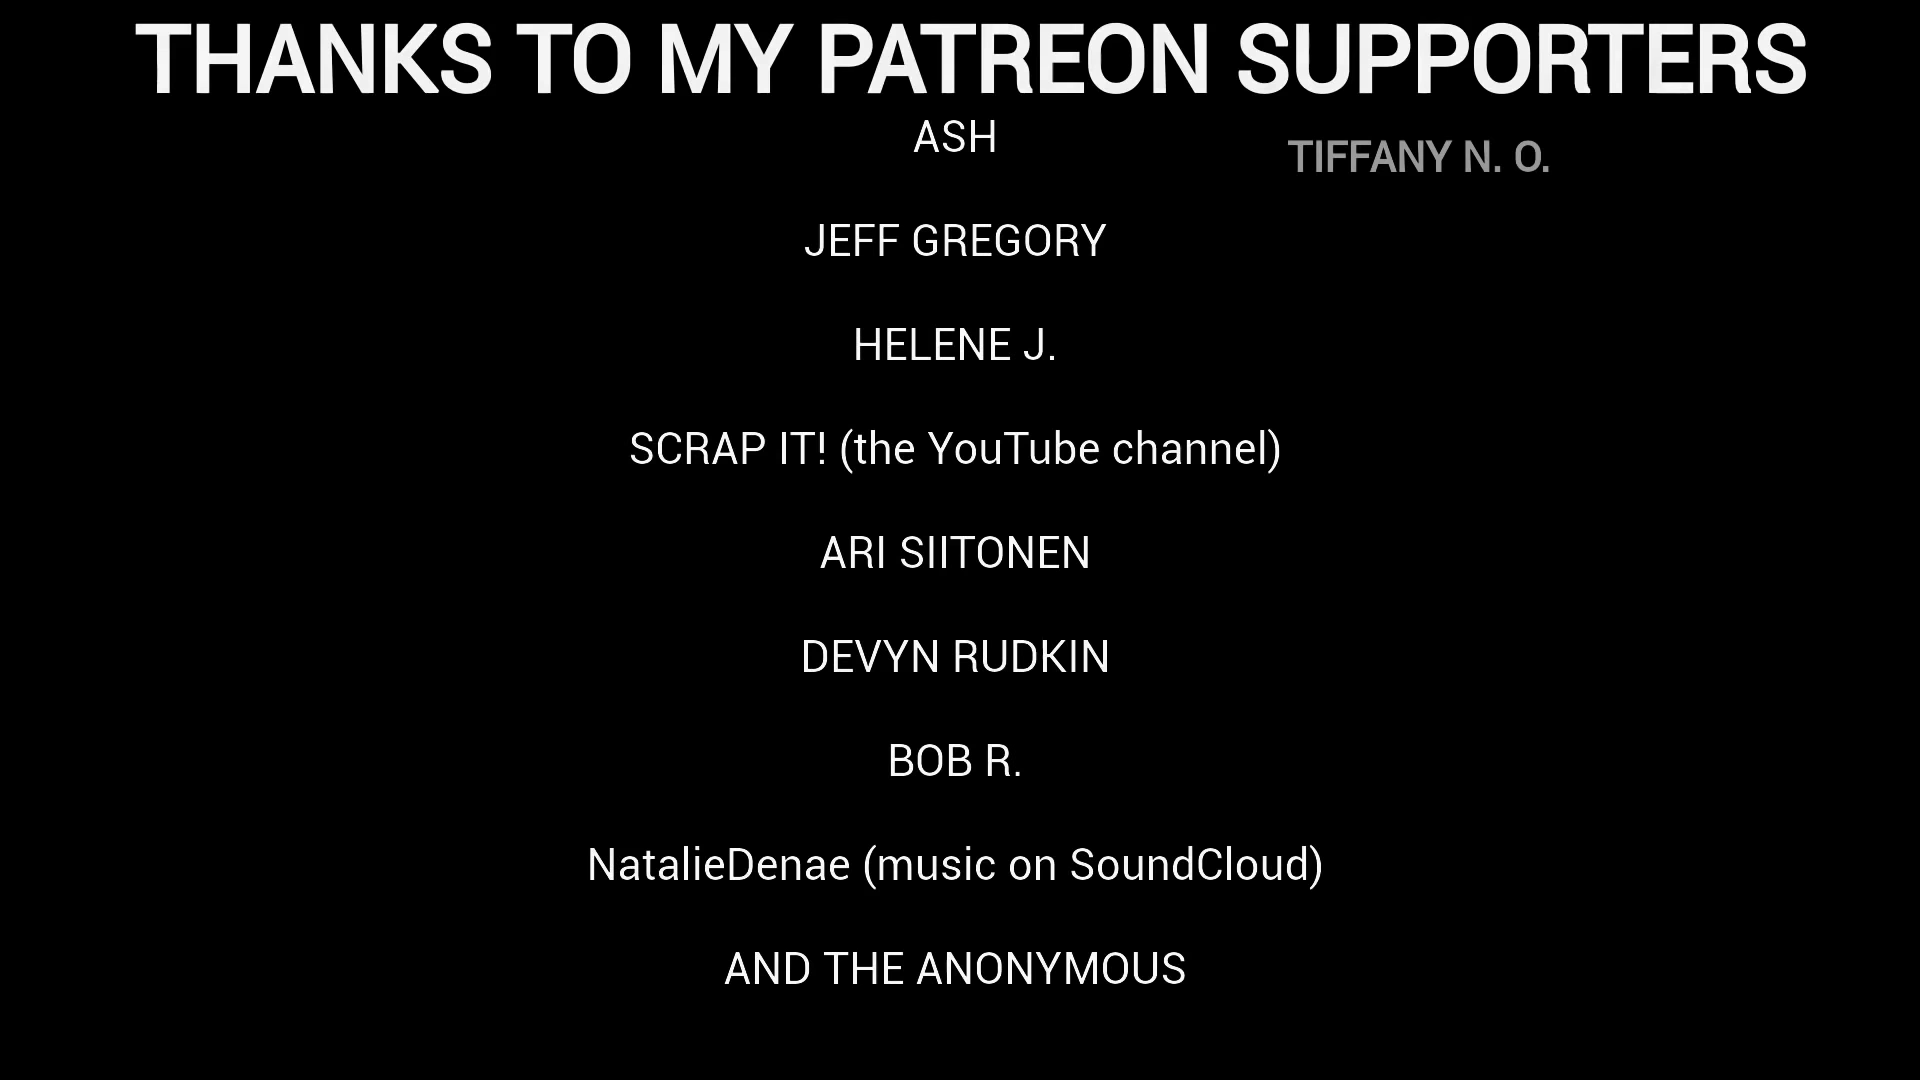 THANKS TO MY PATREON SUPPORTERS
ASH
TIFFANY N. O.
JEFF GREGORY
HELENE J.
SCRAP IT! (the YouTube channel)
ARI SIITONEN
DEVYN RUDKIN
BOB R.
NatalieDenae (music on SoundCloud)
AND THE ANONYMOUS